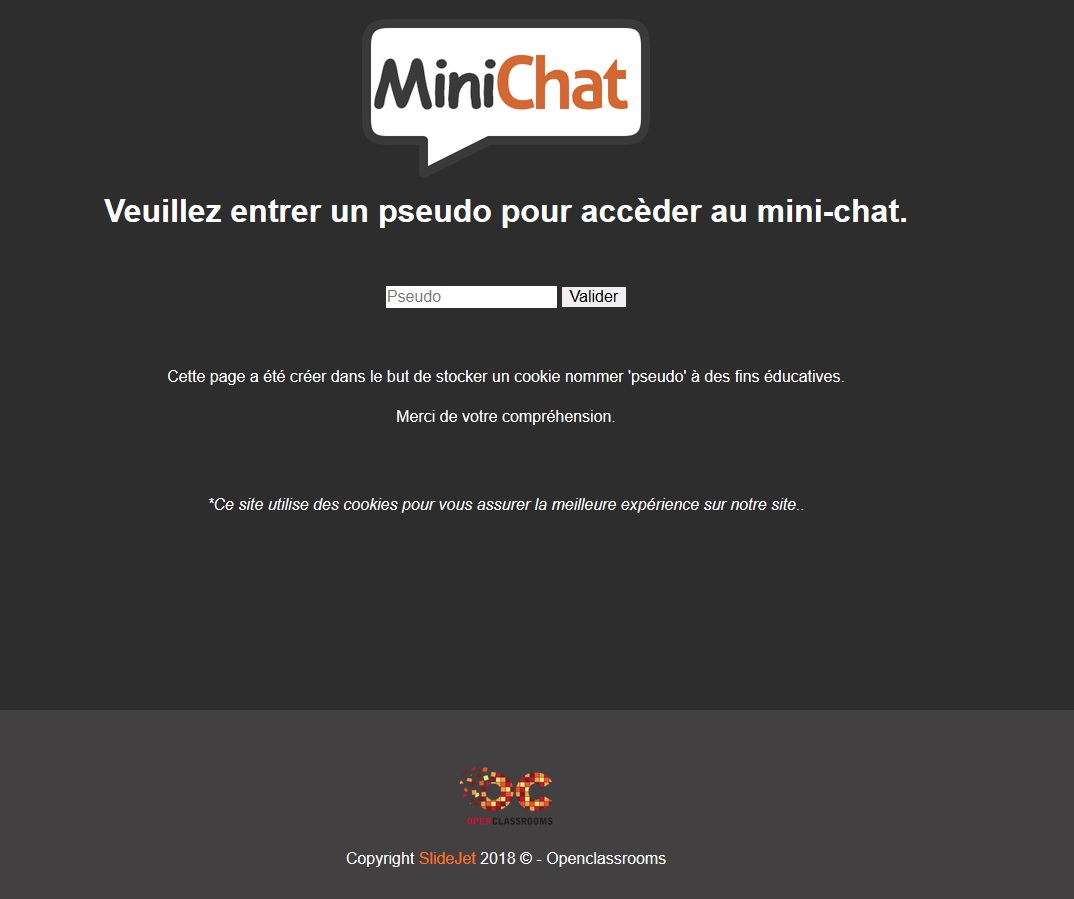 MiniChat
Veuillez entrer un pseudo pour accèder au mini-chat.
Pseudo Valider
Cette page a été créer dans le but de stocker un cookie nommer 'pseudo' à des fins éducatives.
Merci de votre compréhension.
*Ce site utilise des cookies pour vous assurer la meilleure expérience sur notre site..
OC
OPENCLASSROOMS
Copyright SlideJet 2018 © - Openclassrooms